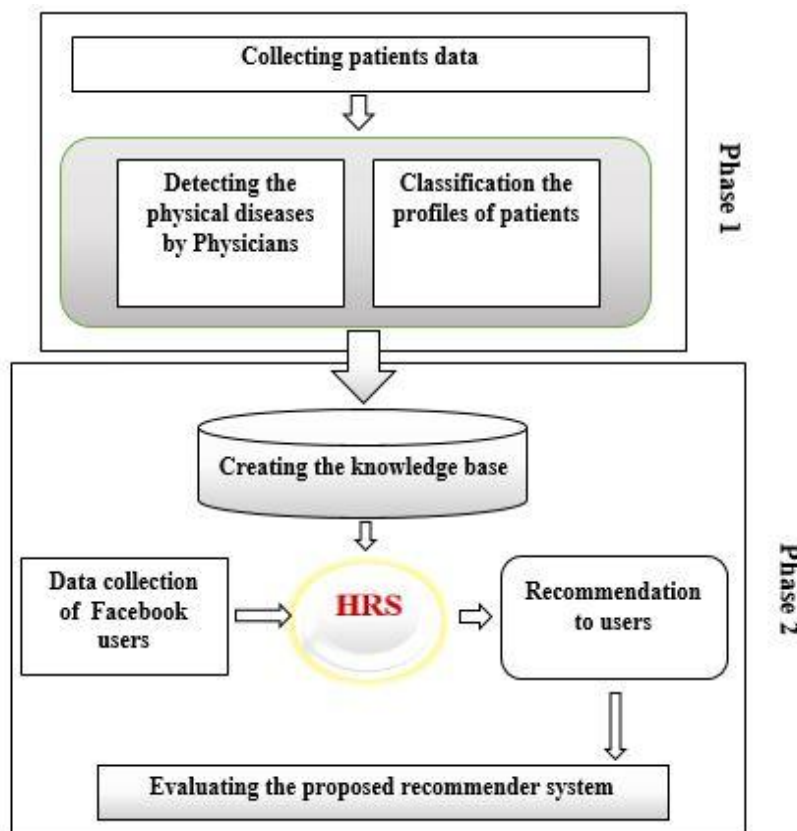 Collecting patients data
Detecting the
physical diseases
by Physicians
Classification the
profiles of patients
Phase 1
Creating the knowledge base
Data collection
of Facebook
users
HRS
Recommendation
to users
Phase 2
Evaluating the proposed recommender system